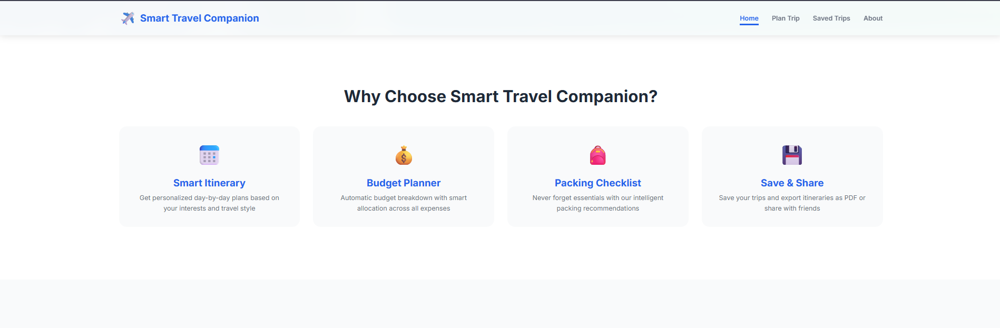 Smart Travel Companion
Home
Plan Trip
Saved Trips
About
Why Choose Smart Travel Companion?
Smart Itinerary
Get personalized day-by-day plans based on
your interests and travel style
Budget Planner
Automatic budget breakdown with smart
allocation across all expenses
Packing Checklist
Never forget essentials with our intelligent
packing recommendations
Save & Share
Save your trips and export itineraries as PDF or
share with friends